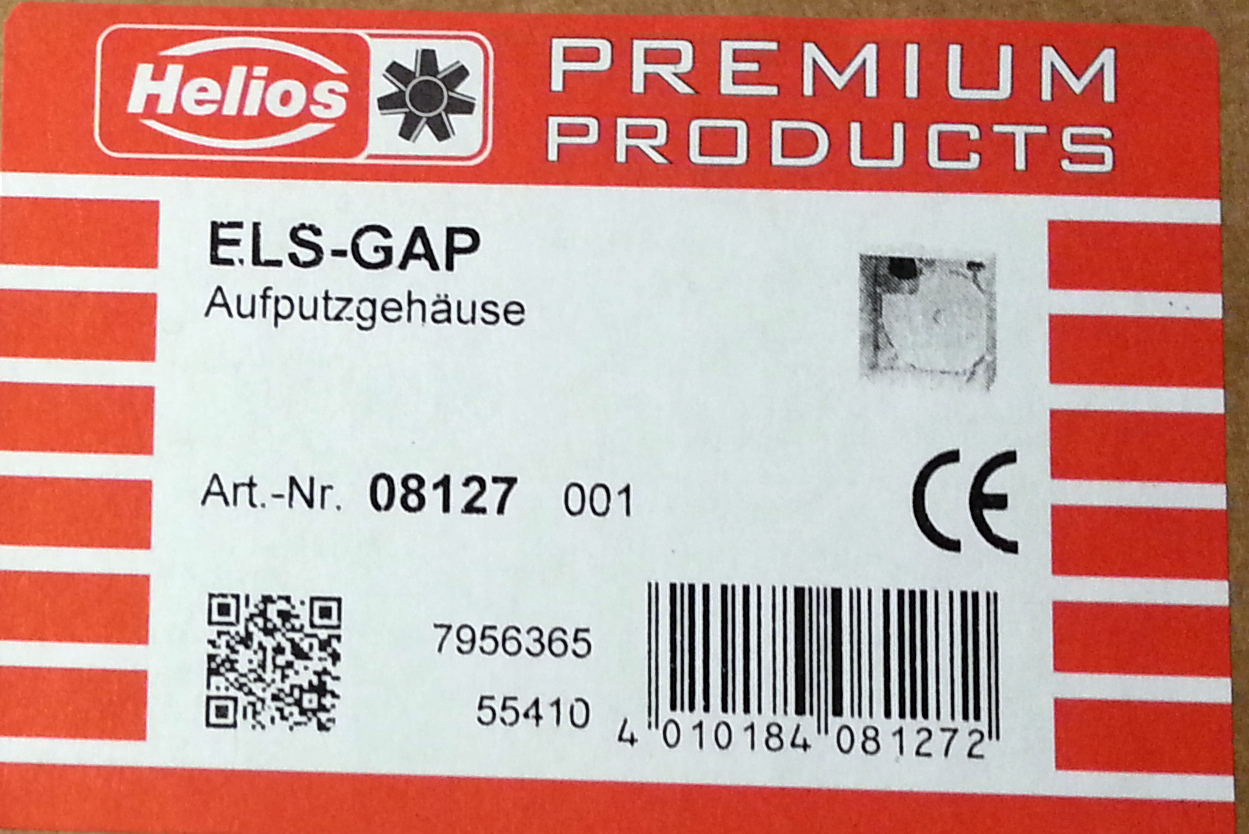 Helios
PREMIUM
PRODUCTS
ELS-GAP
Aufputzgehäuse
Art.-Nr. 08127 001
CE
7956365
55410
4 010184 081272